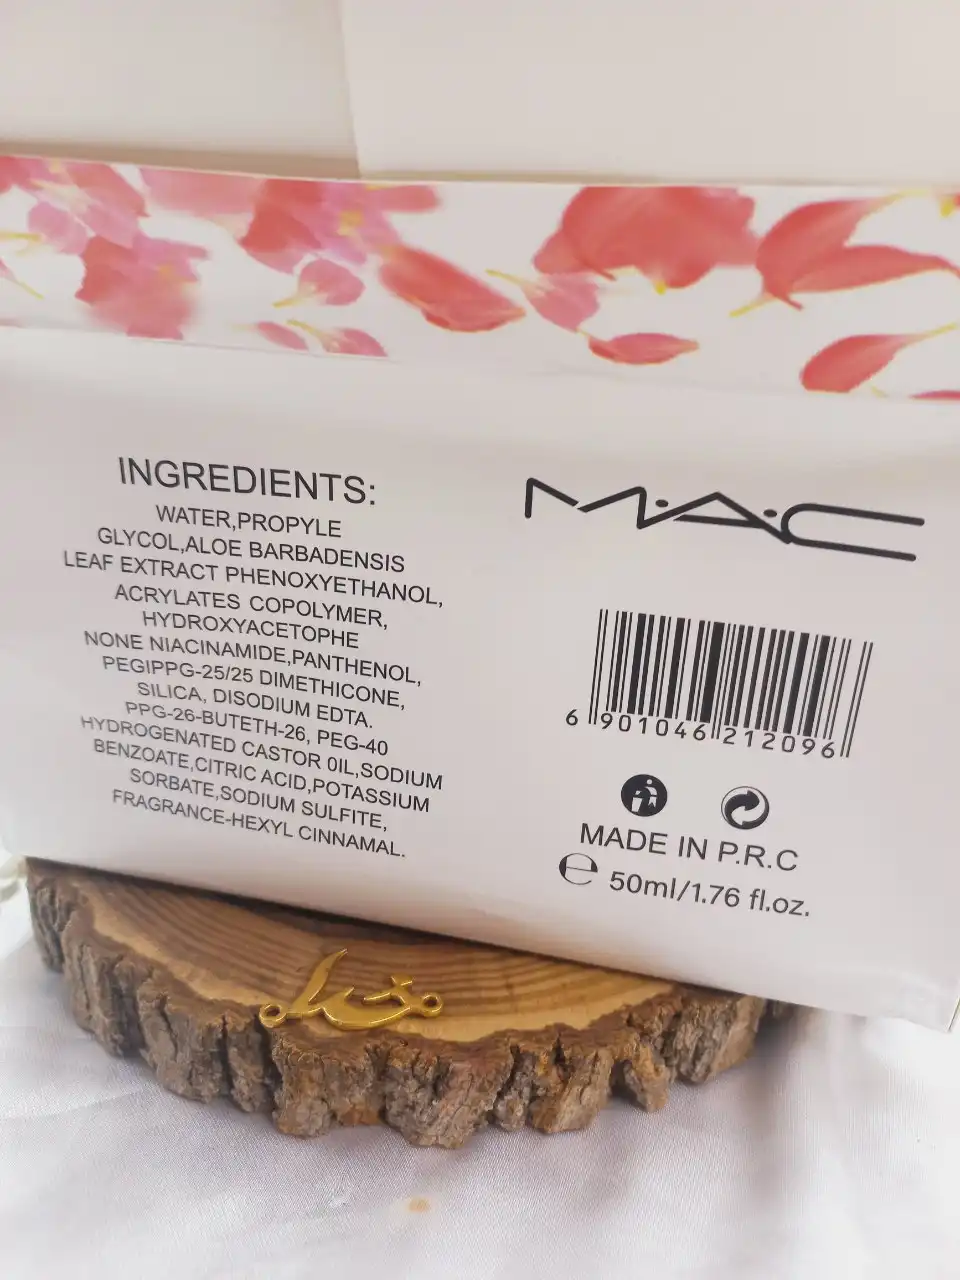 INGREDIENTS:
WATER,PROPYLE
GLYCOL,ALOE BARBADENSIS
LEAF EXTRACT PHENOXYETHANOL,
ACRYLATES COPOLYMER,
HYDROXYACETOPHE
NONE NIACINAMIDE,PANTHENOL,
PEGIPPG-25/25 DIMETHICONE,
SILICA, DISODIUM EDTA.
PPG-26-BUTETH-26, PEG-40
HYDROGENATED CASTOR 0IL,SODIUM
BENZOATE,CITRIC ACID,POTASSIUM
SORBATE,SODIUM SULFITE,
FRAGRANCE-HEXYL CINNAMAL.
M·A·C
6 901046 212096
MADE IN P.R.C
℮ 50ml/1.76 fl.oz.